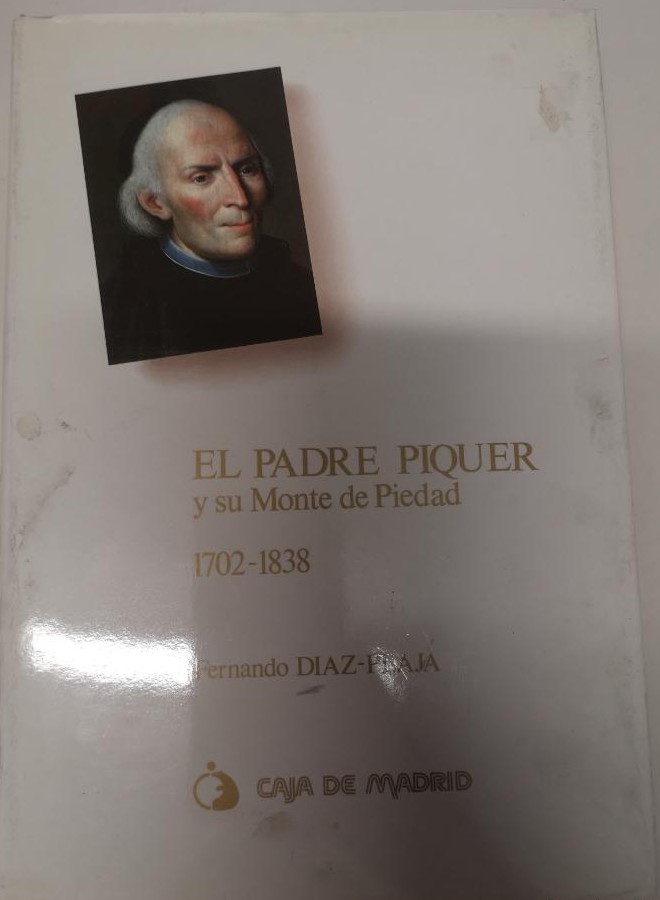 EL PADRE PIQUER
y su Monte de Piedad
1702-1838
Fernando DIAZ-PLAJA
CAJA DE MADRID